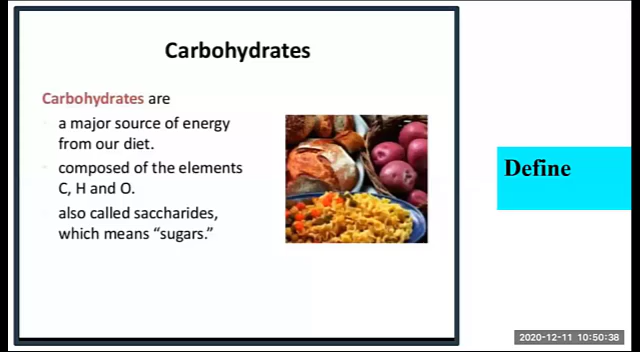 Carbohydrates
Carbohydrates are
a major source of energy
from our diet.
composed of the elements
C, H and O.
also called saccharides,
which means “sugars.”
Define
2020-12-11 10:50:38